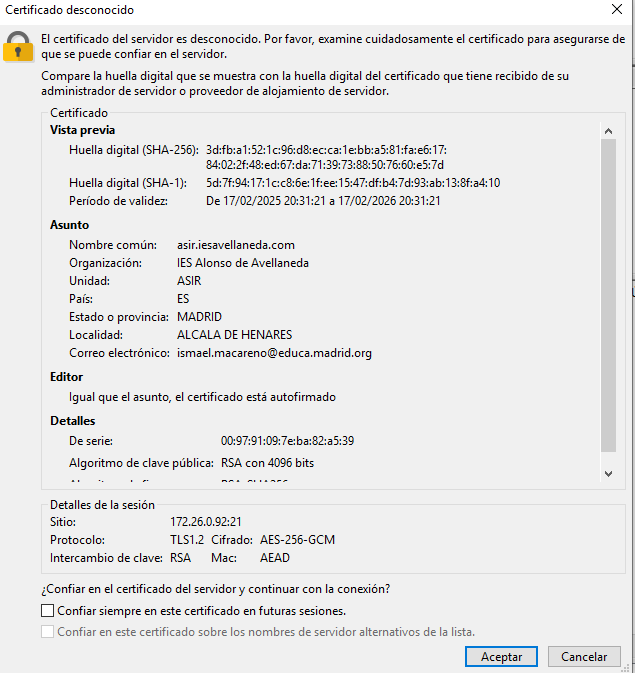 Certificado desconocido
El certificado del servidor es desconocido. Por favor, examine cuidadosamente el certificado para asegurarse de
que se puede confiar en el servidor.
Compare la huella digital que se muestra con la huella digital del certificado que tiene recibido de su
administrador de servidor o proveedor de alojamiento de servidor.
Certificado
Vista previa
Huella digital (SHA-256): 3d:fb:a1:52:1c:96:d8:ec:ca:1e:bb:a5:81:fa:e6:17:
84:02:2f:48:ed:67:da:71:39:73:88:50:76:60:e5:7d
Huella digital (SHA-1): 5d:7f:94:17:1c:c8:6e:1f:ee:15:47:df:b4:7d:93:ab:13:8f:a4:10
Período de validez: De 17/02/2025 20:31:21 a 17/02/2026 20:31:21
Asunto
Nombre común: asir.iesavellaneda.com
Organización: IES Alonso de Avellaneda
Unidad: ASIR
País: ES
Estado o provincia: MADRID
Localidad: ALCALA DE HENARES
Correo electrónico: ismael.macareno@educa.madrid.org
Editor
Igual que el asunto, el certificado está autofirmado
Detalles
De serie: 00:97:91:09:7e:ba:82:a5:39
Algoritmo de clave pública: RSA con 4096 bits
Detalles de la sesión
Sitio: 172.26.0.92:21
Protocolo: TLS1.2 Cifrado: AES-256-GCM
Intercambio de clave: RSA Mac: AEAD
¿Confiar en el certificado del servidor y continuar con la conexión?
Confiar siempre en este certificado en futuras sesiones.
Confiar en este certificado sobre los nombres de servidor alternativos de la lista.
Aceptar Cancelar